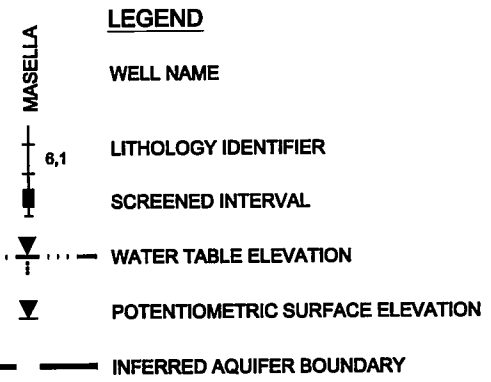 LEGEND
MASELLA
WELL NAME
6,1
LITHOLOGY IDENTIFIER
SCREENED INTERVAL
WATER TABLE ELEVATION
POTENTIOMETRIC SURFACE ELEVATION
INFERRED AQUIFER BOUNDARY